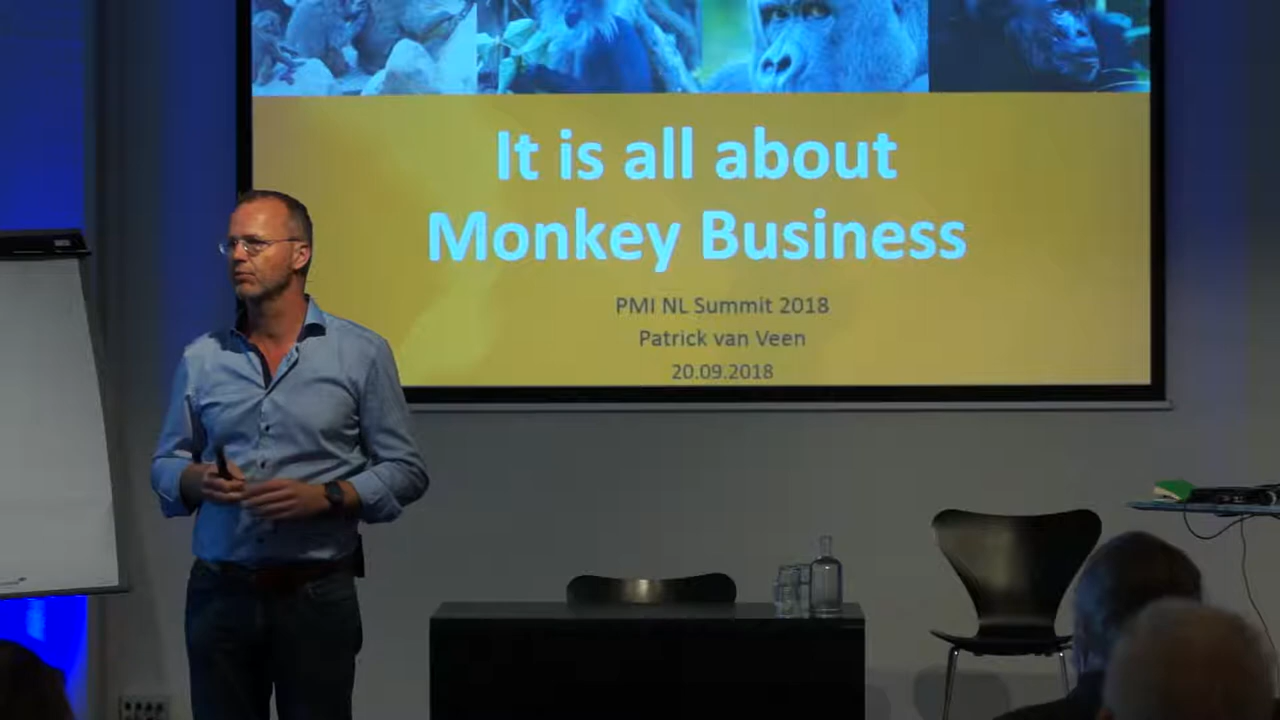 It is all about
Monkey Business
PMI NL Summit 2018
Patrick van Veen
20.09.2018